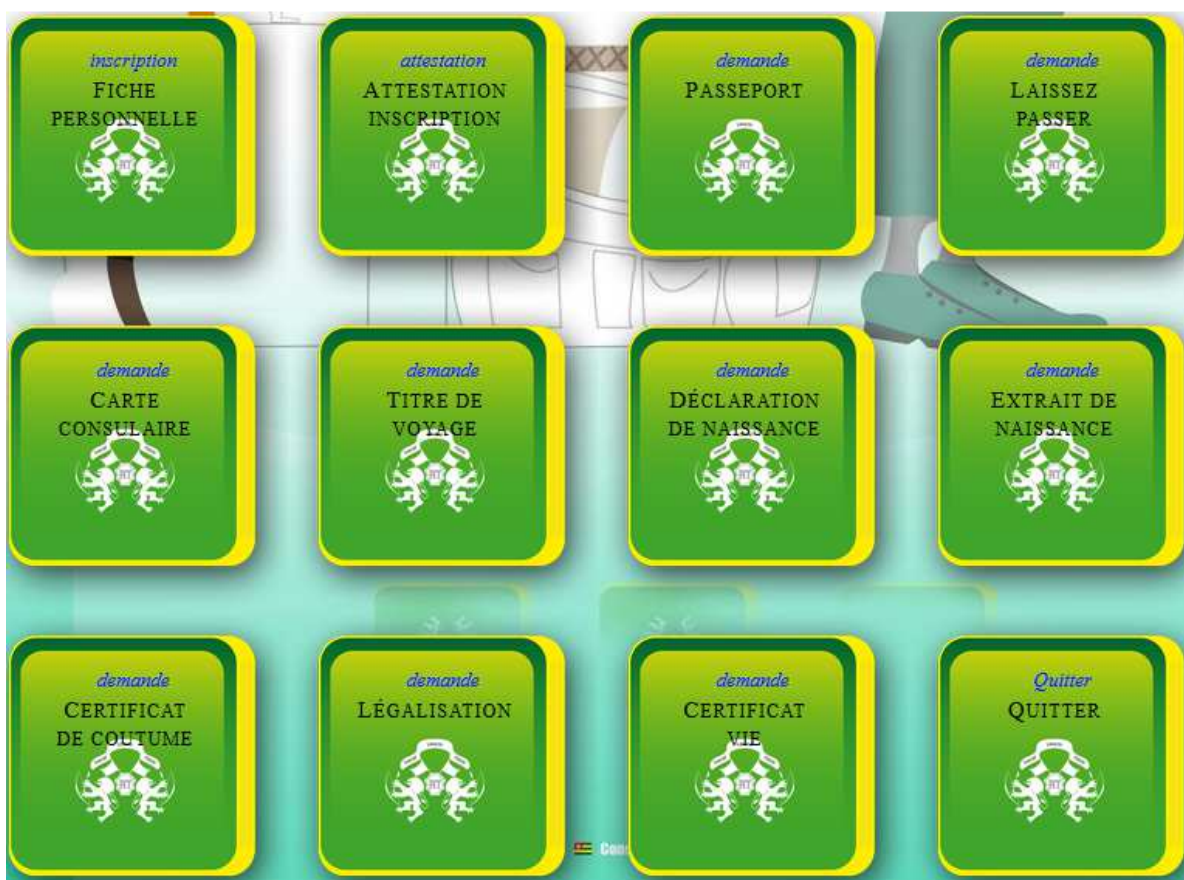 inscription
FICHE
PERSONNELLE
attestation
ATTESTATION
INSCRIPTION
demande
PASSEPORT
demande
LAISSEZ
PASSER
demande
CARTE
CONSULAIRE
demande
TITRE DE
VOYAGE
demande
DÉCLARATION
DE NAISSANCE
demande
EXTRAIT DE
NAISSANCE
demande
CERTIFICAT
DE COUTUME
demande
LÉGALISATION
demande
CERTIFICAT
VIE
Quitter
QUITTER